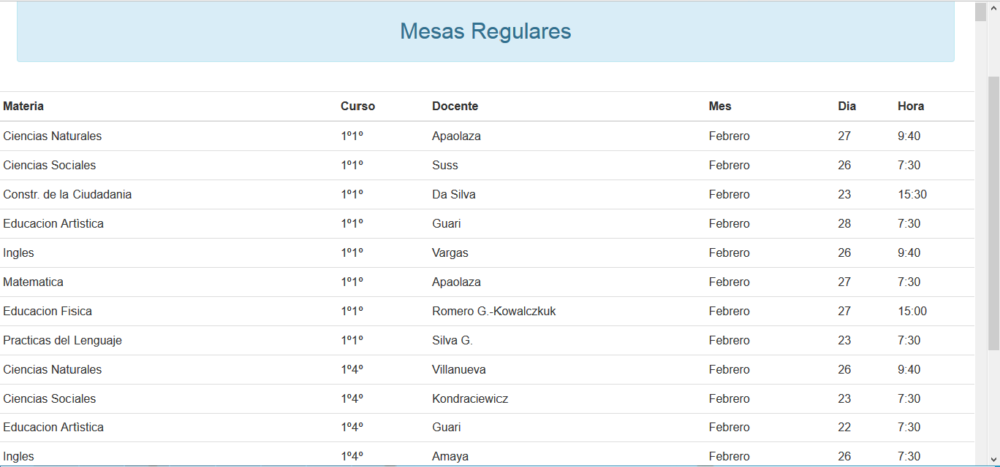 Mesas Regulares
Materia Curso Docente Mes Dia Hora
Ciencias Naturales 1º1º Apaolaza Febrero 27 9:40
Ciencias Sociales 1º1º Suss Febrero 26 7:30
Constr. de la Ciudadania 1º1º Da Silva Febrero 23 15:30
Educacion Artìstica 1º1º Guari Febrero 28 7:30
Ingles 1º1º Vargas Febrero 26 9:40
Matematica 1º1º Apaolaza Febrero 27 7:30
Educacion Fisica 1º1º Romero G.-Kowalczkuk Febrero 27 15:00
Practicas del Lenguaje 1º1º Silva G. Febrero 23 7:30
Ciencias Naturales 1º4º Villanueva Febrero 26 9:40
Ciencias Sociales 1º4º Kondraciewicz Febrero 23 7:30
Educacion Artìstica 1º4º Guari Febrero 22 7:30
Ingles 1º4º Amaya Febrero 26 7:30